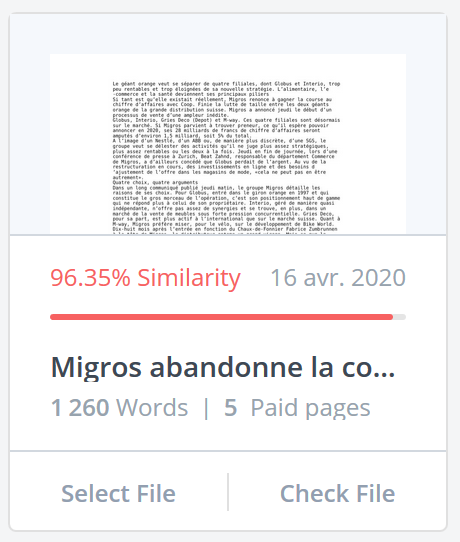 Le géant orange veut se séparer de quatre filiales, dont Globus et Interio, trop
peu rentables et trop éloignées de sa nouvelle stratégie. L'alimentaire, l'e
-commerce et la santé deviennent ses principaux piliers
Si tant est qu'elle existait réellement, Migros renonce à gagner la course au
chiffre d'affaires avec Coop. Finie la lutte de taille entre les deux géants
orange de la grande distribution suisse. Migros a annoncé jeudi le début d'un
processus de vente d'une ampleur inédite.
Globus, Interio, Gries Deco (Depot) et M-way. Ces quatre filiales sont désormais
sur le marché. Si Migros parvient à trouver preneur, ce qu'il espère pouvoir
annoncer en 2020, ses 28 milliards de francs de chiffre d'affaires seront
amputés d'environ 1,5 milliard, soit 5% du total.
A l'image d'un Nestlé, d'un ABB ou, de manière plus discrète, d'une SGS, le
groupe veut se délester des activités qu'il ne juge plus assez proches de lui,
plus assez rentables ou les deux à la fois. Jeudi en fin de journée, lors d'une
conférence de presse à Zurich, Beat Zahnd, responsable du département Commerce
de Migros, a d'ailleurs concédé que Globus perdait de l'argent. Au vu de la
restructuration en cours, des investissements en ligne et des besoins d
'ajustement de l'offre dans les magasins de mode, «cela ne peut pas en être
autrement».
Quatre choix, quatre arguments
Dans un long communiqué publié jeudi matin, le groupe Migros détaille les
raisons de ses choix. Pour Globus, entré dans le giron orange en 1997 et qui
constitue le gros morceau de l'opération, c'est son positionnement haut de gamme
qui ne répond plus à celui de son propriétaire. Interio, géré de manière quasi
indépendante, n'offre pas assez de synergies et se trouve, en plus, dans un
marché de la vente de meubles sous forte pression concurrentielle. Gries Deco,
pour sa part, est plus actif à l'international que sur le marché suisse. Quant à
M-way, Migros préfère miser, pour le vélo, sur le développement de Bike World.
Dix-huit mois après l'entrée en fonction du Chaux-de-Fonnier Fabrice Zumbrunnen
96.35% Similarity 16 avr. 2020
Migros abandonne la co...
1 260 Words | 5 Paid pages
Select File Check File